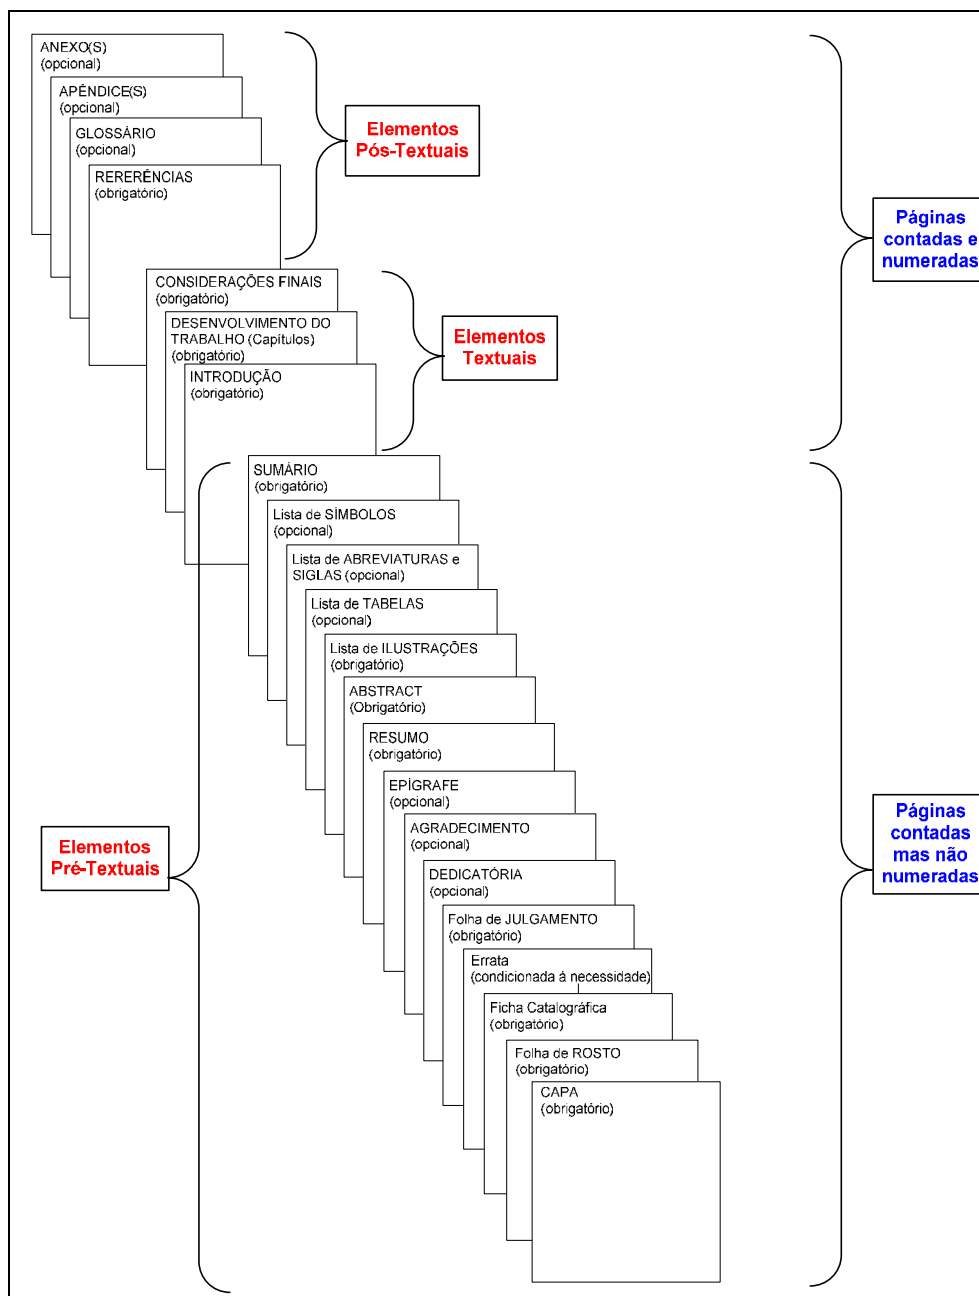 ANEXO(S)
(opcional)
APÊNDICE(S)
(opcional)
GLOSSÁRIO
(opcional)
RERERÊNCIAS
(obrigatório)
Elementos
Pós-Textuais
CONSIDERAÇÕES FINAIS
(obrigatório)
DESENVOLVIMENTO DO
TRABALHO (Capítulos)
(obrigatório)
INTRODUÇÃO
(obrigatório)
Elementos
Textuais
Páginas
contadas e
numeradas
SUMÁRIO
(obrigatório)
Lista de SÍMBOLOS
(opcional)
Lista de ABREVIATURAS e
SIGLAS (opcional)
Lista de TABELAS
(opcional)
Lista de ILUSTRAÇÕES
(obrigatório)
ABSTRACT
(Obrigatório)
RESUMO
(obrigatório)
EPÍGRAFE
(opcional)
AGRADECIMENTO
(opcional)
DEDICATÓRIA
(opcional)
Folha de JULGAMENTO
(obrigatório)
Errata
(condicionada à necessidade)
Ficha Catalográfica
(obrigatório)
Folha de ROSTO
(obrigatório)
CAPA
(obrigatório)
Elementos
Pré-Textuais
Páginas
contadas
mas não
numeradas